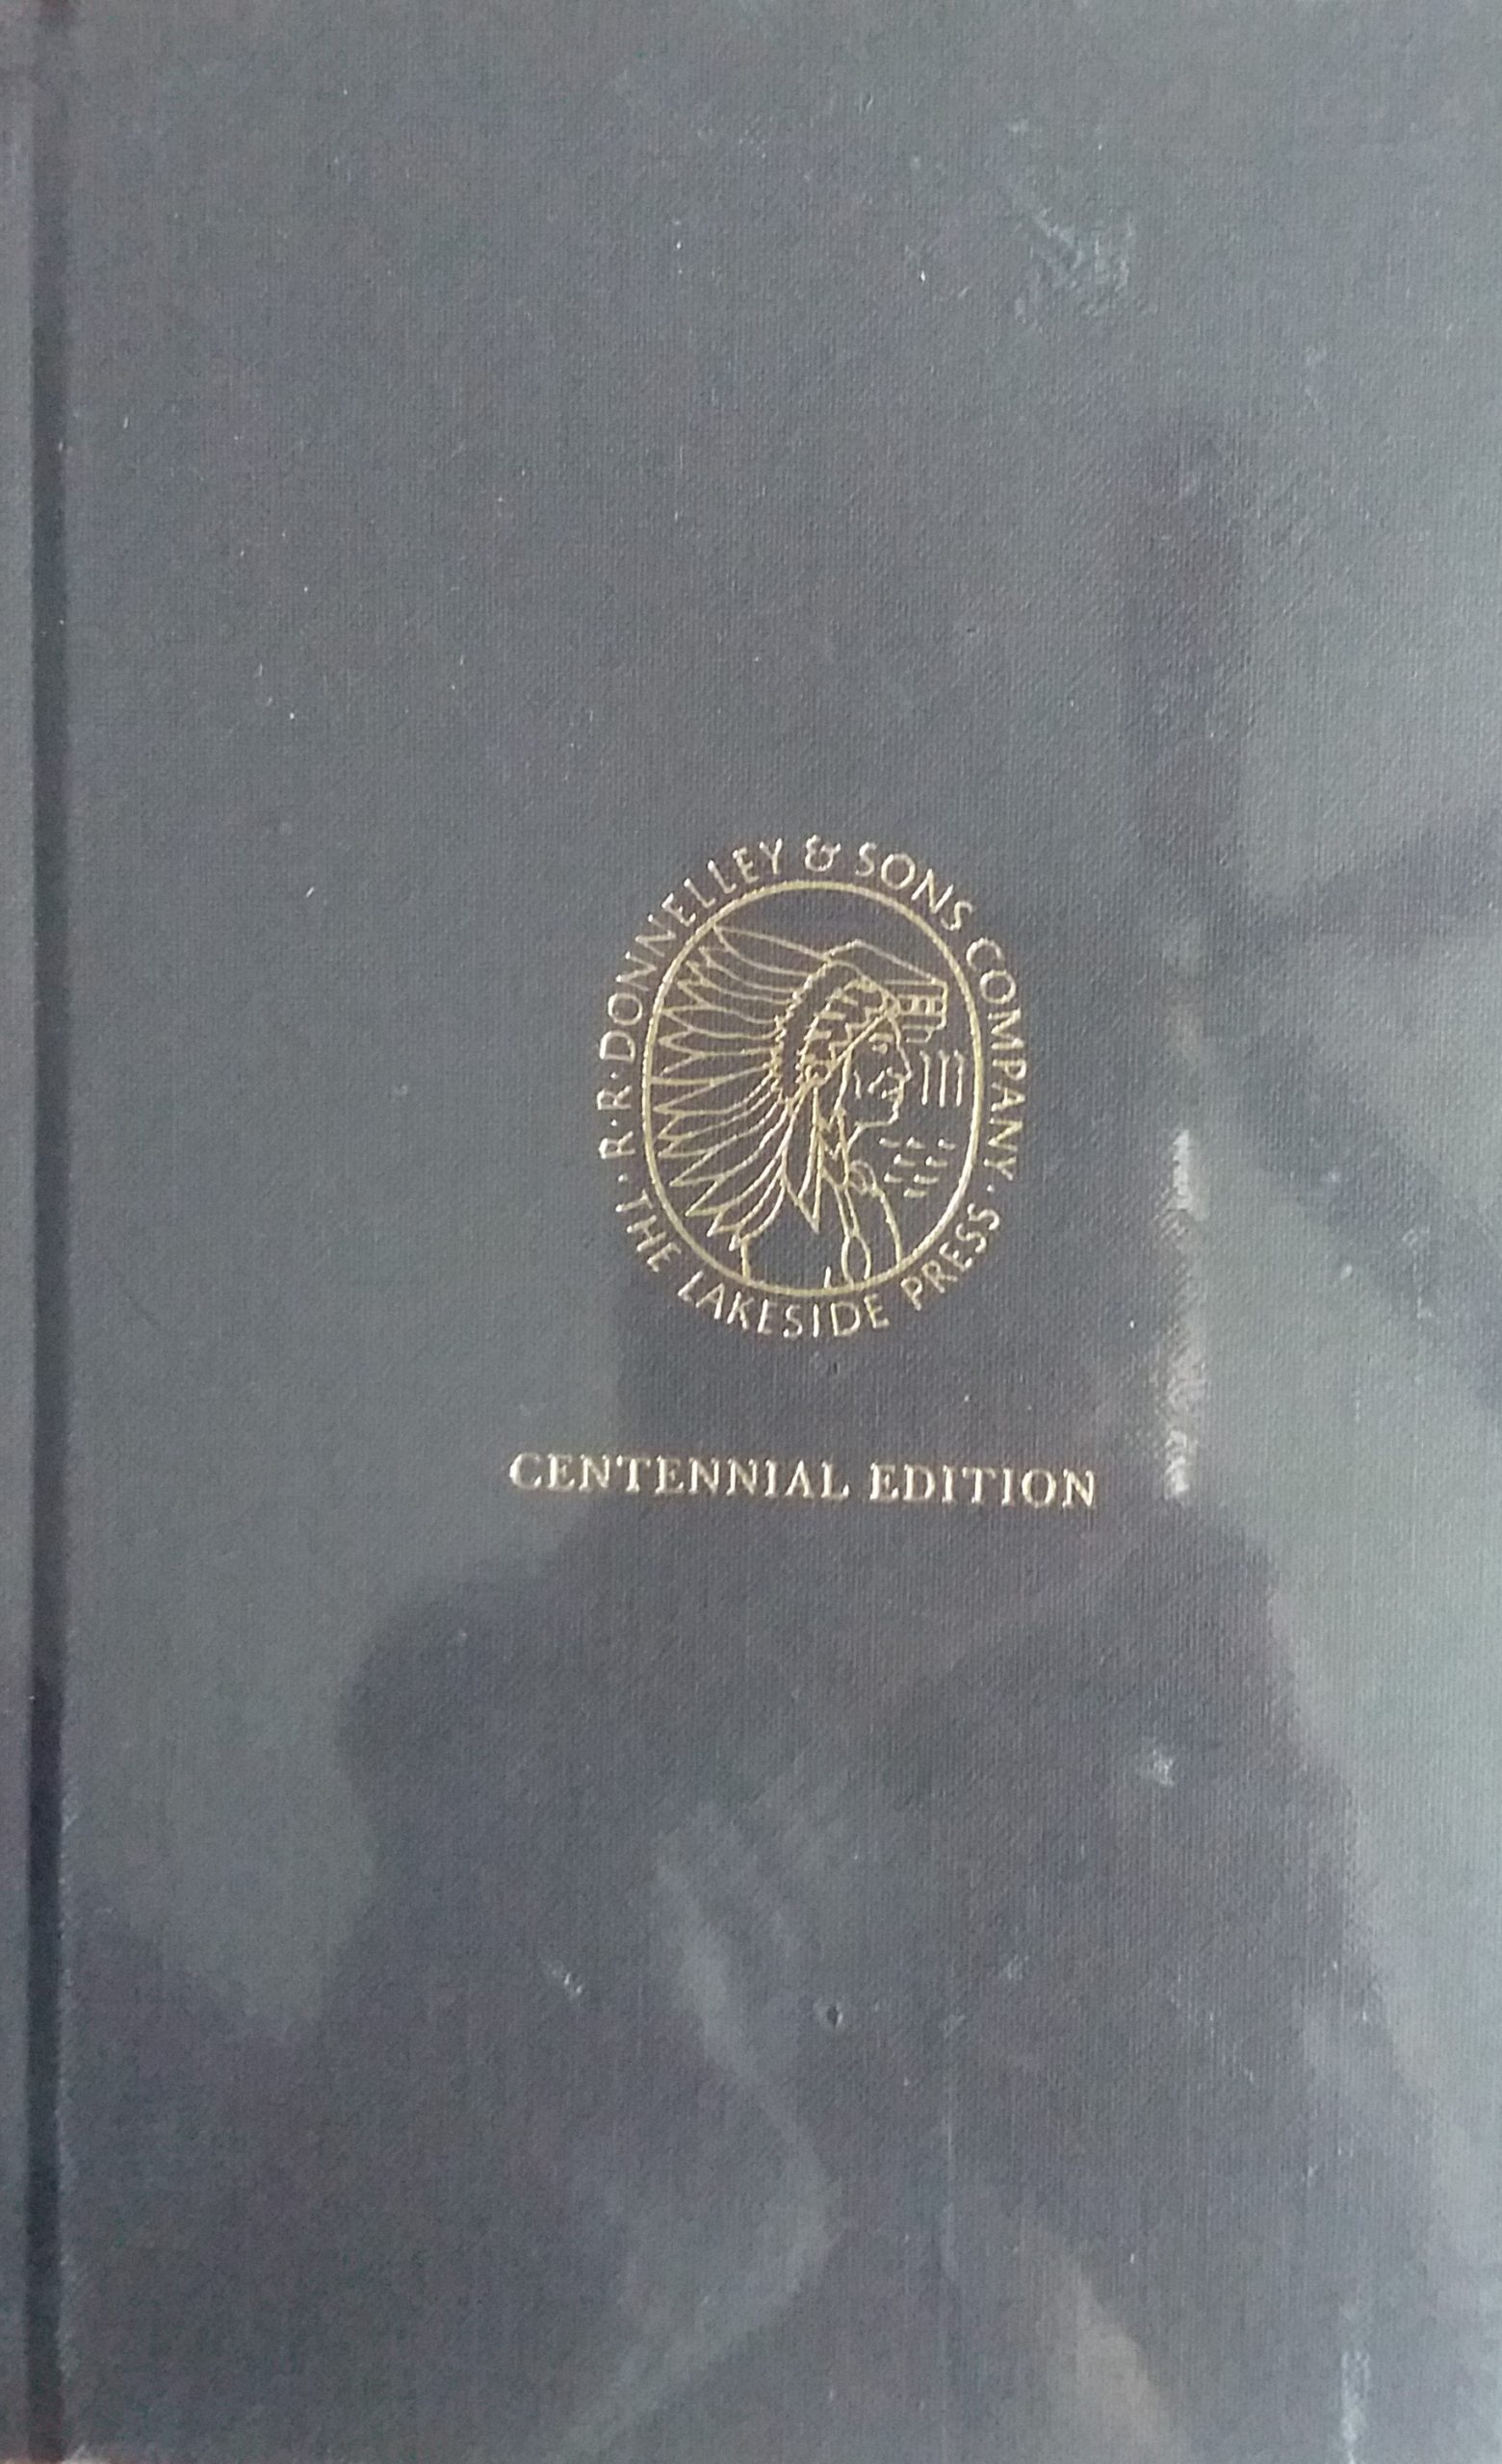 R·R·DONNELLEY & SONS COMPANY·
THE LAKESIDE PRESS·
CENTENNIAL EDITION